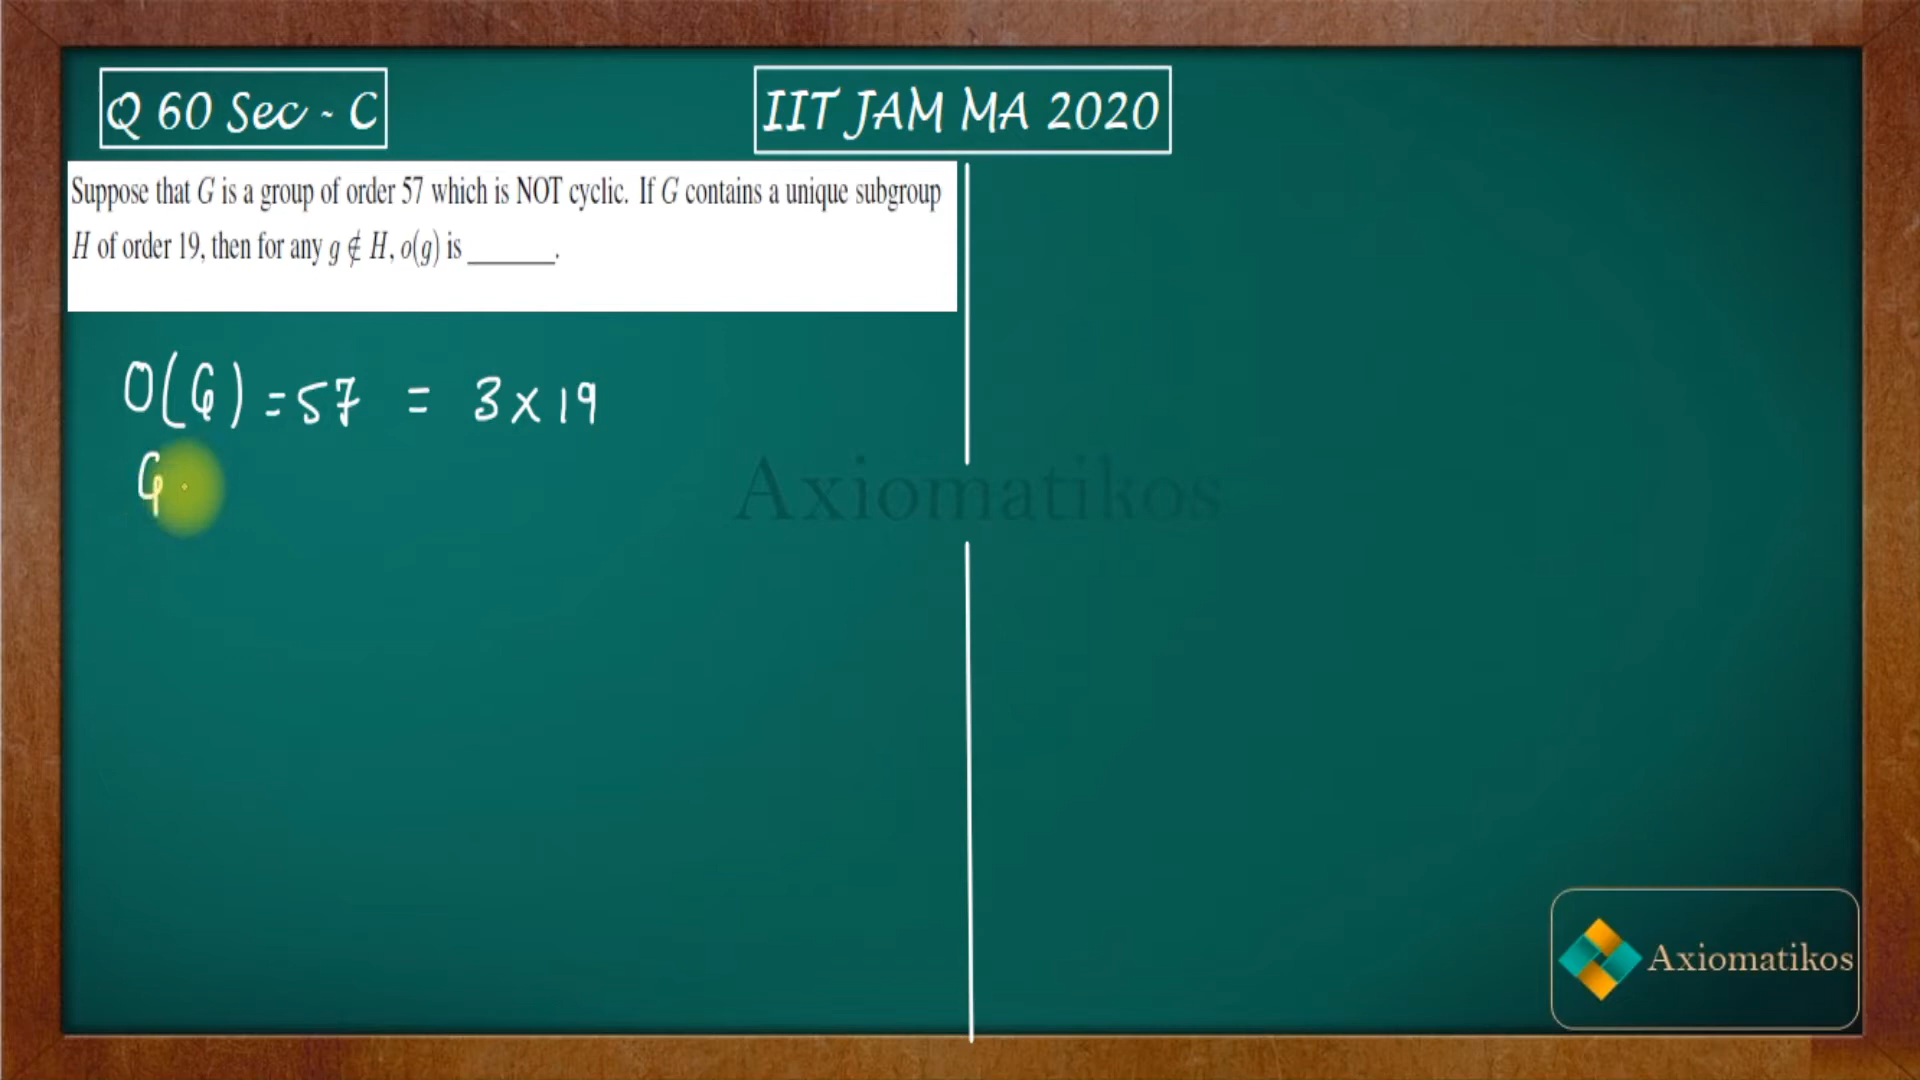 Q 60 Sec - C
IIT JAM MA 2020
Suppose that G is a group of order 57 which is NOT cyclic. If G contains a unique subgroup
H of order 19, then for any g ∉ H, o(g) is _______.
O(G) = 57 = 3 × 19
G
Axiomatikos
Axiomatikos